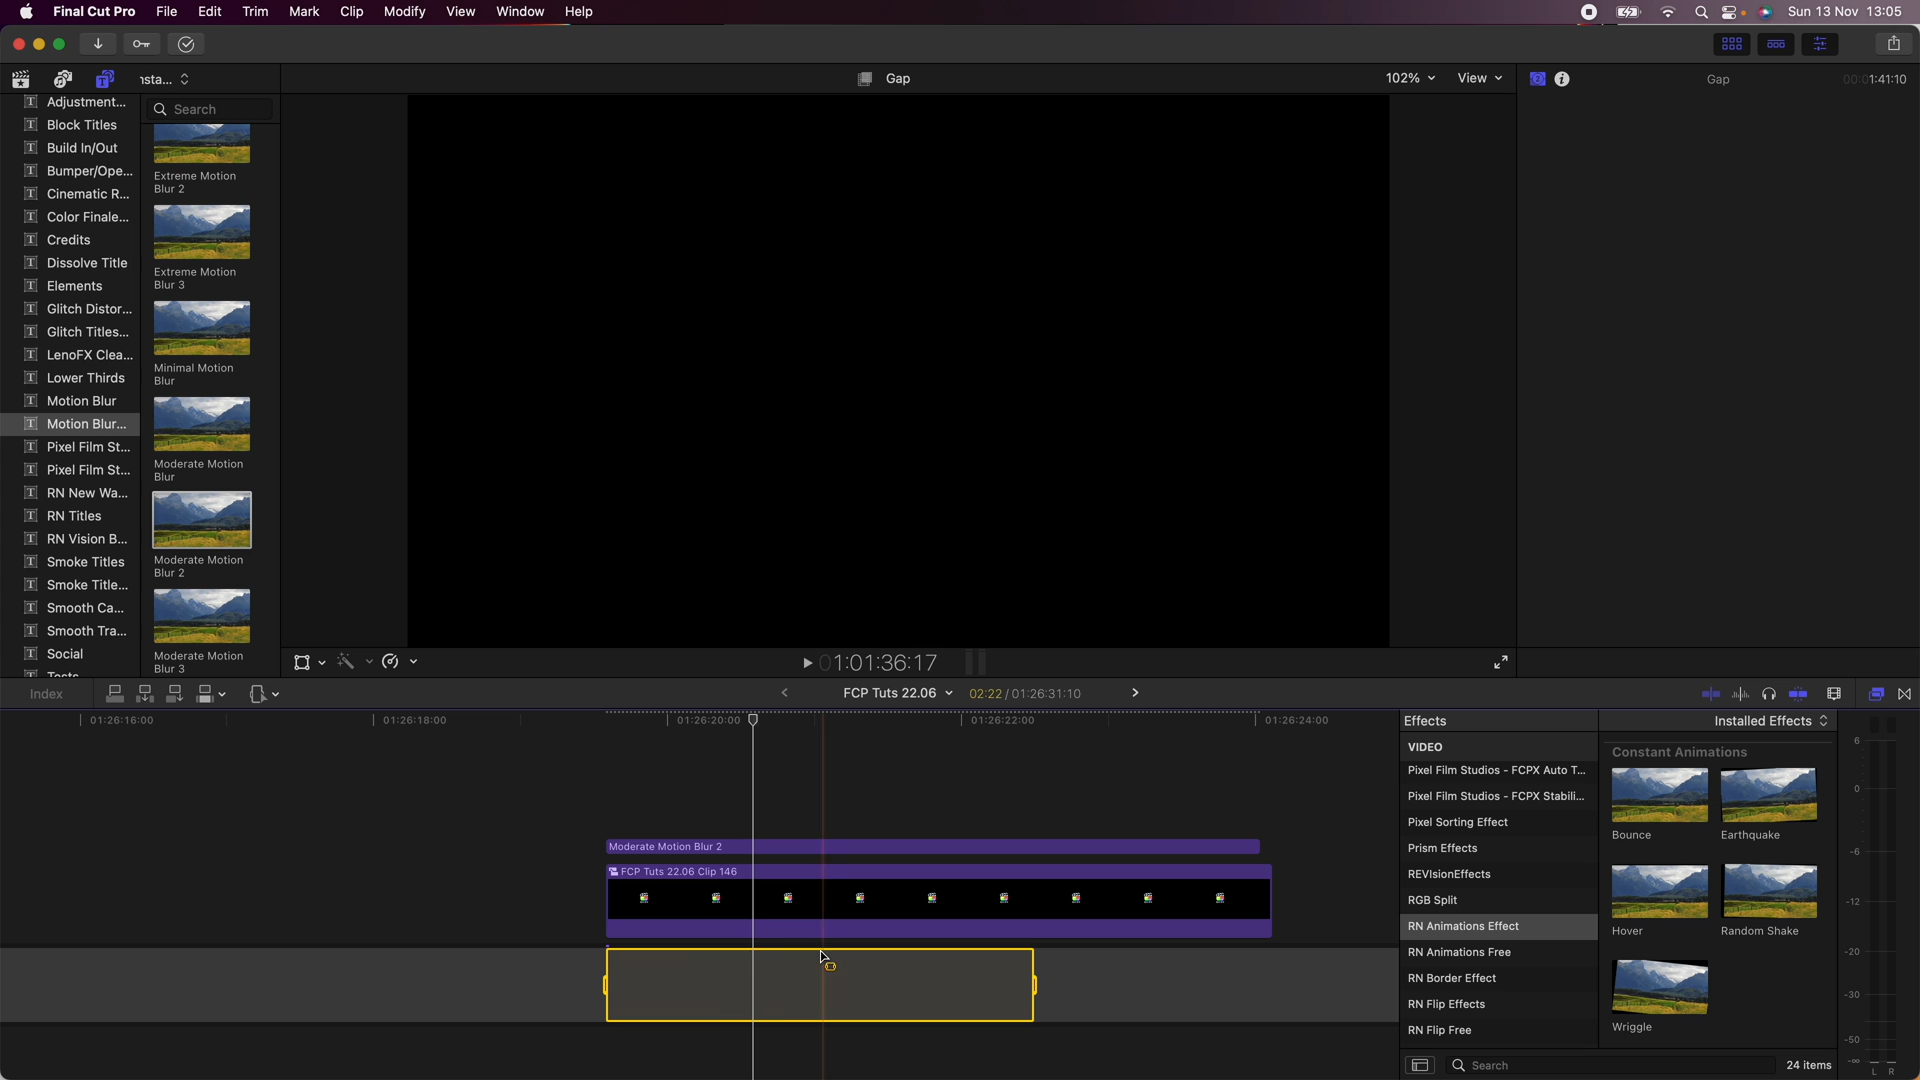 Final Cut Pro File Edit Trim Mark Clip Modify View Window Help Sun 13 Nov 13:05
nsta... Gap 102% View Gap 00:01:41:10
Search
Adjustment...
Block Titles
Build In/Out
Bumper/Ope...
Cinematic R...
Color Finale...
Credits
Dissolve Title
Elements
Glitch Distor...
Glitch Titles...
LenoFX Clea...
Lower Thirds
Motion Blur
Motion Blur...
Pixel Film St...
Pixel Film St...
RN New Wa...
RN Titles
RN Vision B...
Smoke Titles
Smoke Title...
Smooth Ca...
Smooth Tra...
Social
Extreme Motion
Blur 2
Extreme Motion
Blur 3
Minimal Motion
Blur
Moderate Motion
Blur
Moderate Motion
Blur 2
Moderate Motion
Blur 3
01:01:36:17
Index FCP Tuts 22.06 02:22 / 01:26:31:10
01:26:16:00 01:26:18:00 01:26:20:00 01:26:22:00 01:26:24:00
Moderate Motion Blur 2
FCP Tuts 22.06 Clip 146
Effects Installed Effects
VIDEO
Pixel Film Studios - FCPX Auto T...
Pixel Film Studios - FCPX Stabili...
Pixel Sorting Effect
Prism Effects
REVIsionEffects
RGB Split
RN Animations Effect
RN Animations Free
RN Border Effect
RN Flip Effects
RN Flip Free
Constant Animations
Bounce Earthquake
Hover Random Shake
Wriggle
Search 24 items
6
0
-6
-12
-20
-30
-50
-∞
L R